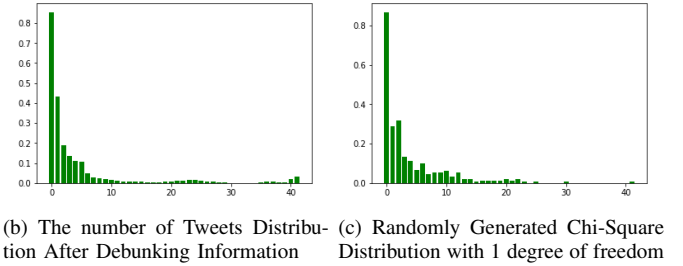 0.8
0.7
0.6
0.5
0.4
0.3
0.2
0.1
0.0
0 10 20 30 40
0.8
0.6
0.4
0.2
0.0
0 10 20 30 40
(b) The number of Tweets Distribu-
tion After Debunking Information
(c) Randomly Generated Chi-Square
Distribution with 1 degree of freedom